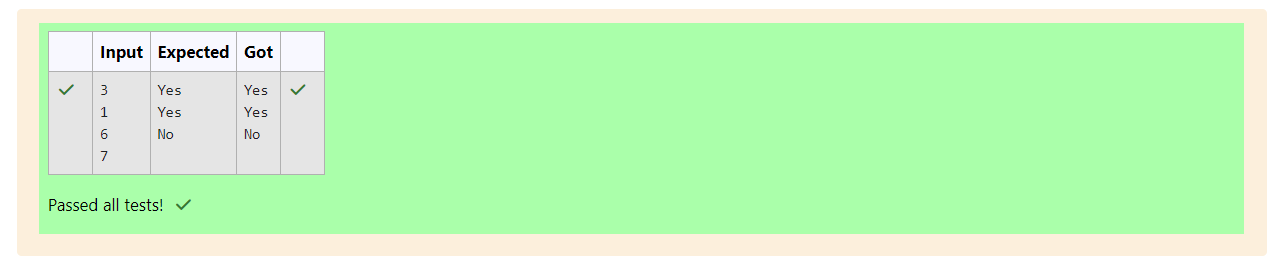 Input Expected Got
3 Yes Yes
1 Yes Yes
6 No No
7
Passed all tests!